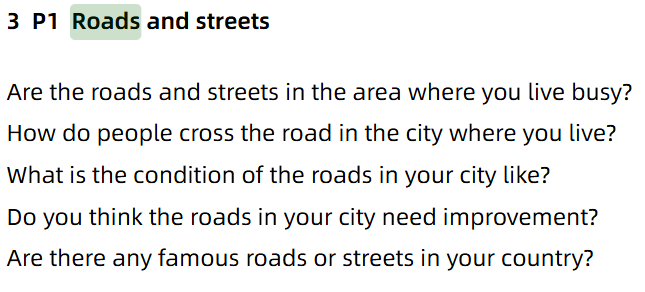 3 P1 Roads and streets
Are the roads and streets in the area where you live busy?
How do people cross the road in the city where you live?
What is the condition of the roads in your city like?
Do you think the roads in your city need improvement?
Are there any famous roads or streets in your country?